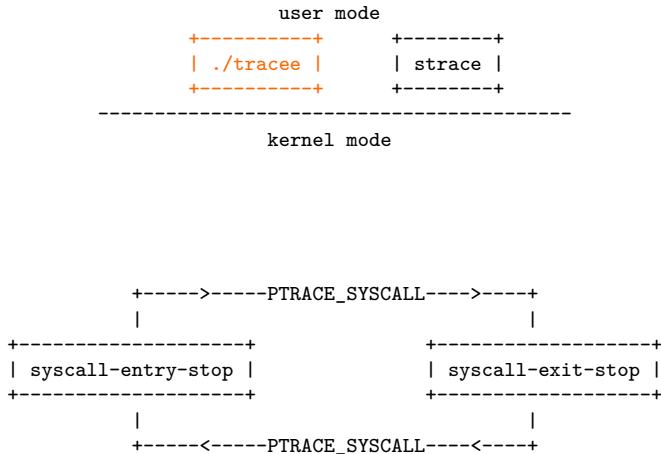 user mode
+----------+ +--------+
| ./tracee | | strace |
+----------+ +--------+
------------------------------------------
kernel mode
+----->-----PTRACE_SYSCALL---->----+
| |
+--------------------+ +-------------------+
| syscall-entry-stop | | syscall-exit-stop |
+--------------------+ +-------------------+
| |
+-----<-----PTRACE_SYSCALL----<----+